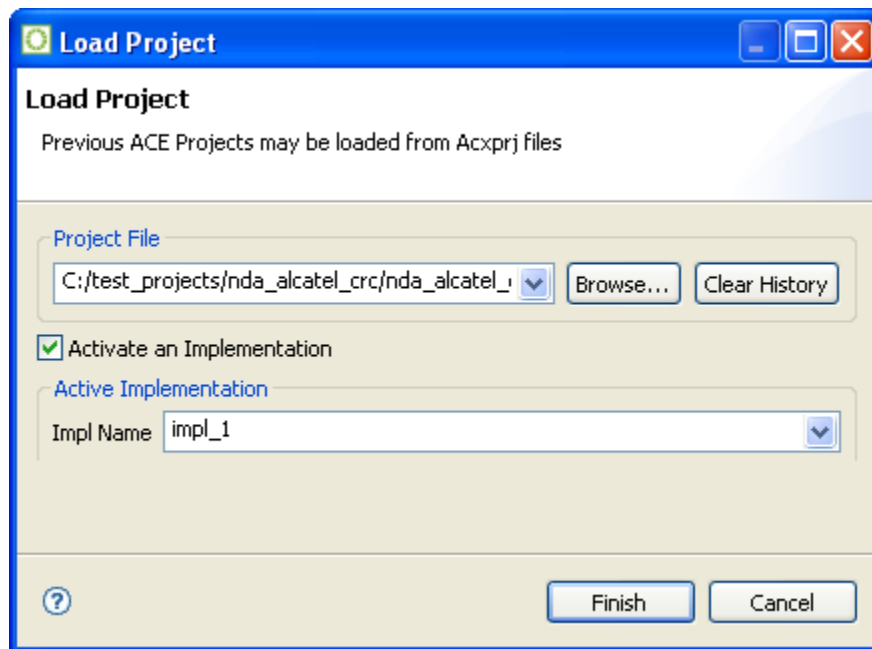 Load Project
Load Project
Previous ACE Projects may be loaded from Acxprj files
Project File
C:/test_projects/nda_alcatel_crc/nda_alcatel_ Browse... Clear History
Activate an Implementation
Active Implementation
Impl Name impl_1
Finish Cancel